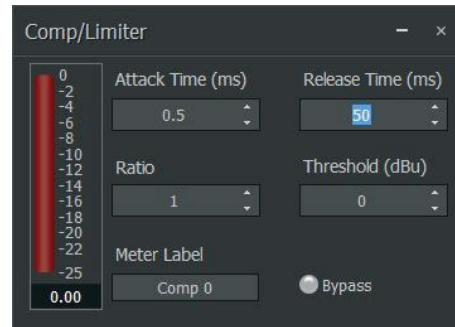 Comp/Limiter
0
-2
-4
-6
-8
-10
-12
-14
-16
-18
-20
-22
-25
0.00
Attack Time (ms)
0.5
Release Time (ms)
50
Ratio
1
Threshold (dBu)
0
Meter Label
Comp 0
Bypass